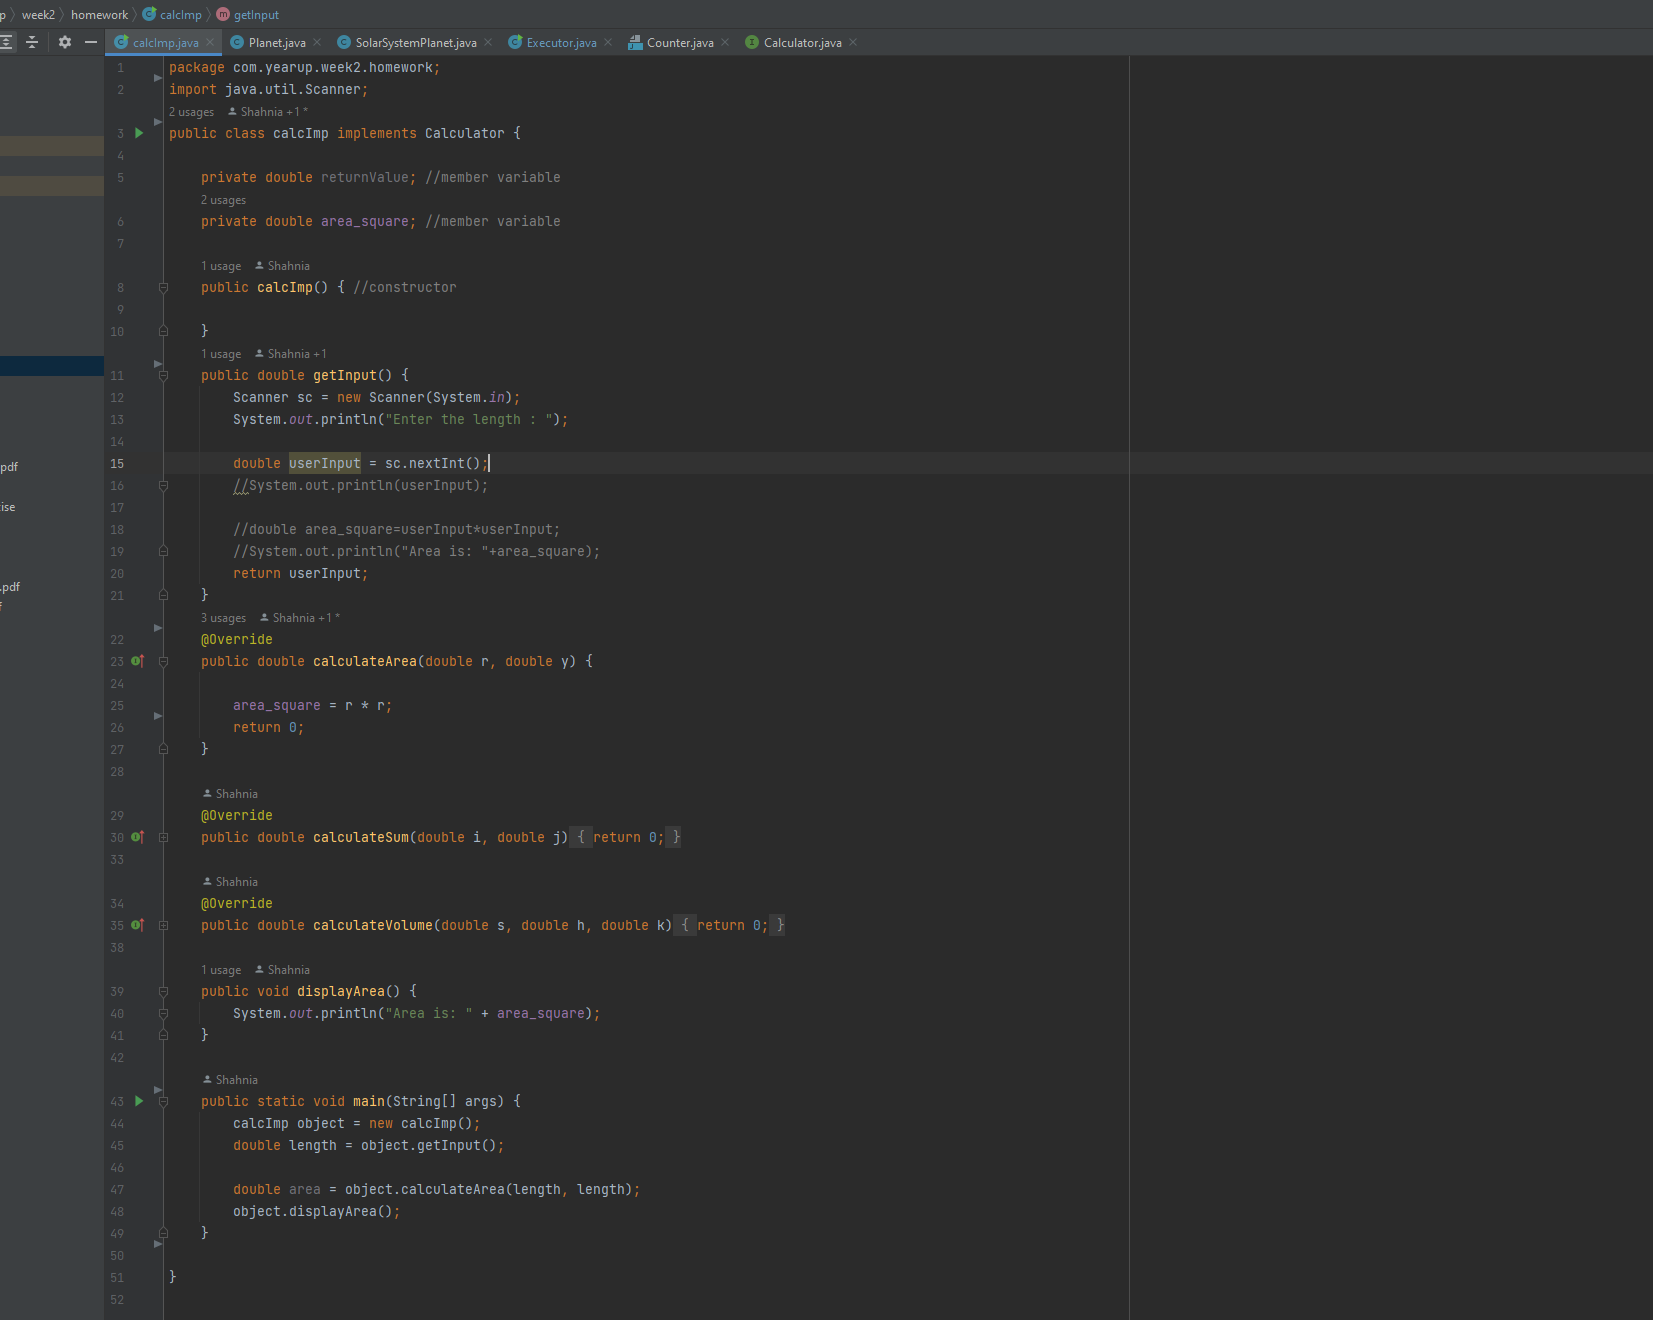 p week2 homework calcImp m getInput
calcImp.java Planet.java SolarSystemPlanet.java Executor.java Counter.java Calculator.java
1 package com.yearup.week2.homework;
2 import java.util.Scanner;
2 usages Shahnia +1 *
3 public class calcImp implements Calculator {
4
5 private double returnValue; //member variable
2 usages
6 private double area_square; //member variable
7
1 usage Shahnia
8 public calcImp() { //constructor
9
10 }
1 usage Shahnia +1
11 public double getInput() {
12 Scanner sc = new Scanner(System.in);
13 System.out.println("Enter the length : ");
14
15 double userInput = sc.nextInt();
16 //System.out.println(userInput);
17
18 //double area_square=userInput*userInput;
19 //System.out.println("Area is: "+area_square);
20 return userInput;
21 }
3 usages Shahnia +1 *
22 @Override
23 public double calculateArea(double r, double y) {
24
25 area_square = r * r;
26 return 0;
27 }
28
Shahnia
29 @Override
30 public double calculateSum(double i, double j) { return 0; }
33
Shahnia
34 @Override
35 public double calculateVolume(double s, double h, double k) { return 0; }
38
1 usage Shahnia
39 public void displayArea() {
40 System.out.println("Area is: " + area_square);
41 }
42
Shahnia
43 public static void main(String[] args) {
44 calcImp object = new calcImp();
45 double length = object.getInput();
46
47 double area = object.calculateArea(length, length);
48 object.displayArea();
49 }
50
51 }
52
pdf
ise
.pdf